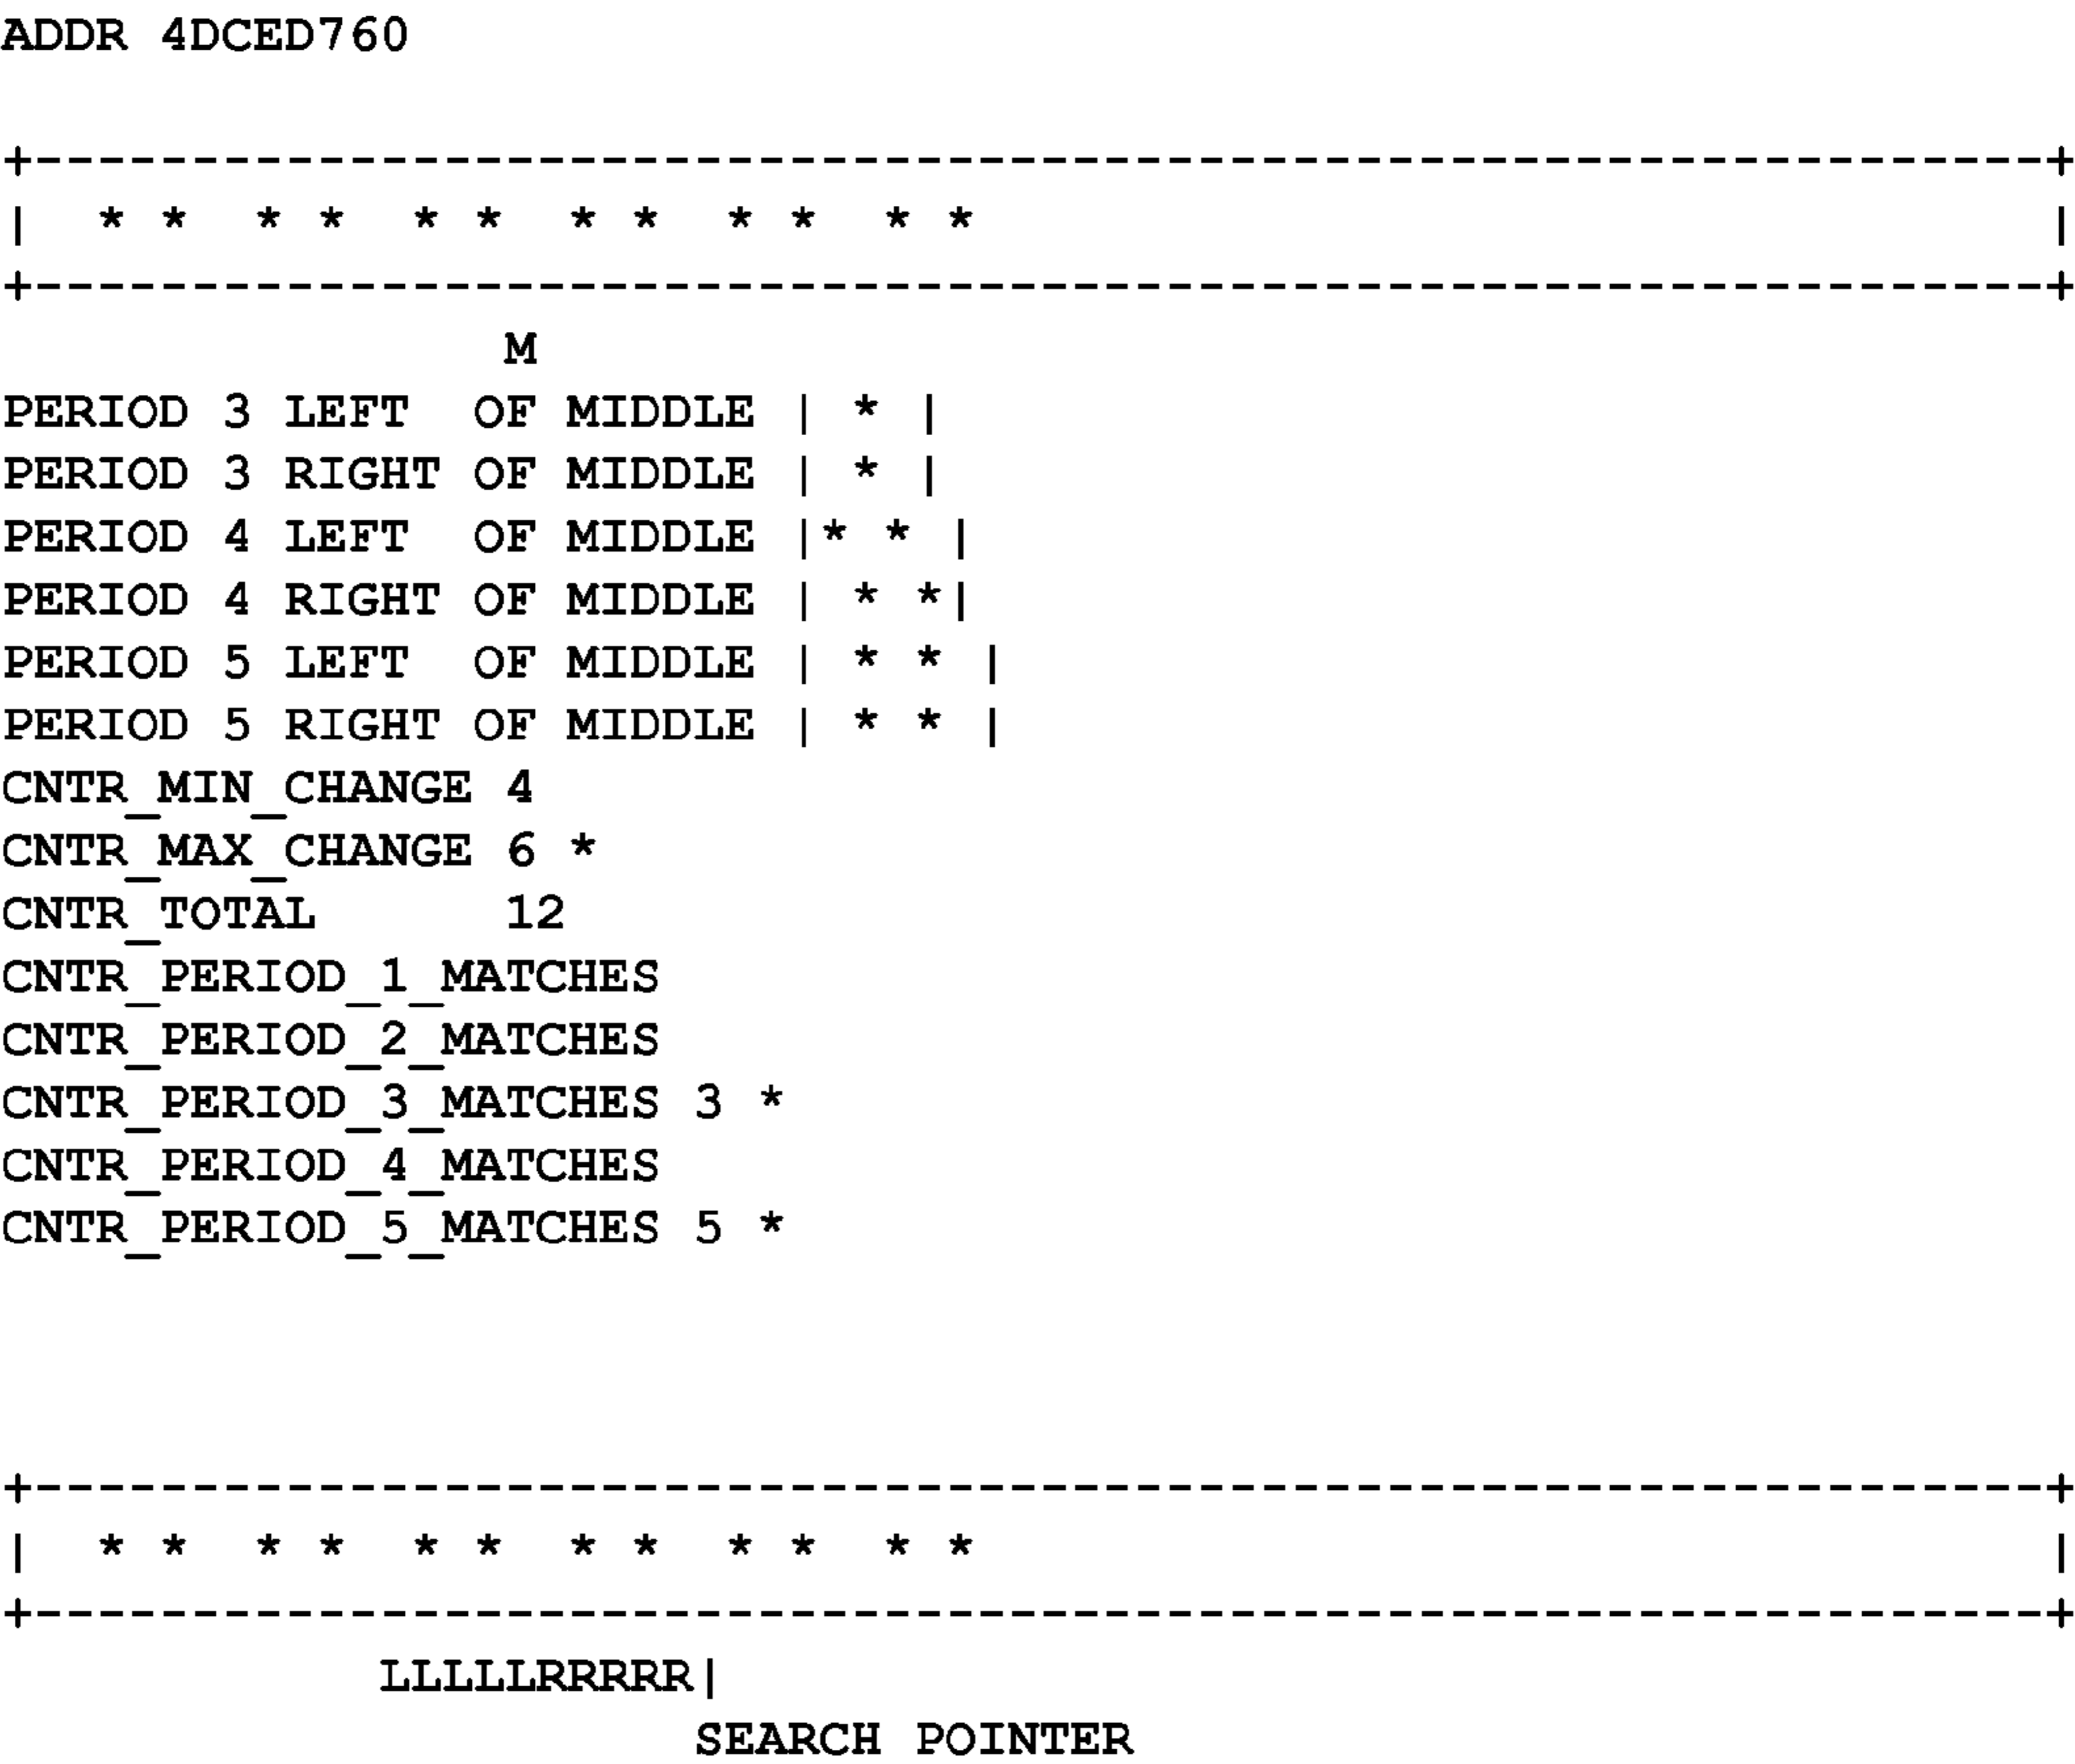 ADDR 4DCED760
+----------------------------------------------------------------+
|  * *  * *  * *  * *  * *  * *                                  |
+----------------------------------------------------------------+
                M
PERIOD 3 LEFT  OF MIDDLE | * |
PERIOD 3 RIGHT OF MIDDLE | * |
PERIOD 4 LEFT  OF MIDDLE |* * |
PERIOD 4 RIGHT OF MIDDLE | * *|
PERIOD 5 LEFT  OF MIDDLE | * * |
PERIOD 5 RIGHT OF MIDDLE | * * |
CNTR_MIN_CHANGE 4
CNTR_MAX_CHANGE 6 *
CNTR_TOTAL      12
CNTR_PERIOD_1_MATCHES
CNTR_PERIOD_2_MATCHES
CNTR_PERIOD_3_MATCHES 3 *
CNTR_PERIOD_4_MATCHES
CNTR_PERIOD_5_MATCHES 5 *
+----------------------------------------------------------------+
|  * *  * *  * *  * *  * *  * *                                  |
+----------------------------------------------------------------+
            LLLLLRRRRR|
                      SEARCH POINTER